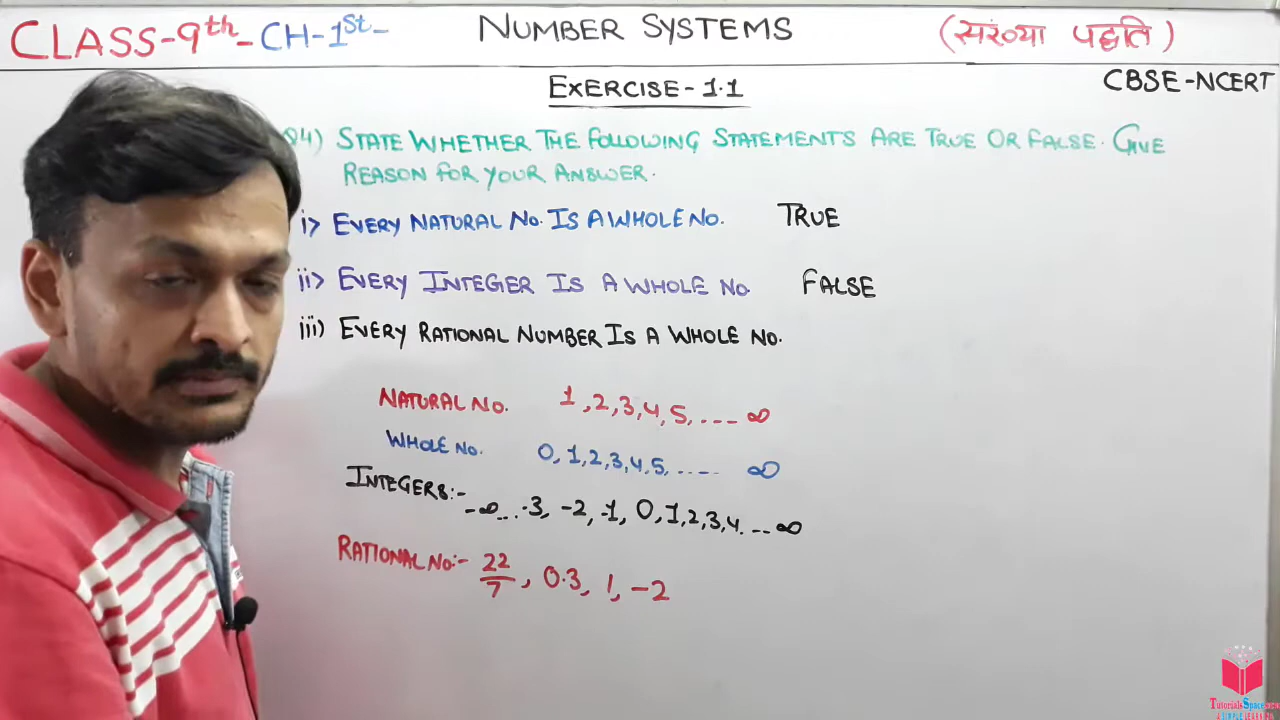 CLASS-9th-CH-1St- NUMBER SYSTEMS (संख्या पद्धति)
EXERCISE-1.1 CBSE-NCERT
Q4) STATE WHETHER THE FOLLOWING STATEMENTS ARE TRUE OR FALSE. GIVE
REASON FOR YOUR ANSWER.
i> EVERY NATURAL No. IS A WHOLE No. TRUE
ii> EVERY INTEGER IS A WHOLE No. FALSE
iii) EVERY RATIONAL NUMBER IS A WHOLE No.
NATURAL No. 1,2,3,4,5,.... ∞
WHOLE No. 0,1,2,3,4,5,..... ∞
INTEGERS:- -∞... -3, -2, -1, 0,1,2,3,4. ... ∞
RATIONAL No:- 22/7, 0.3, 1, -2
TutorialsSpace